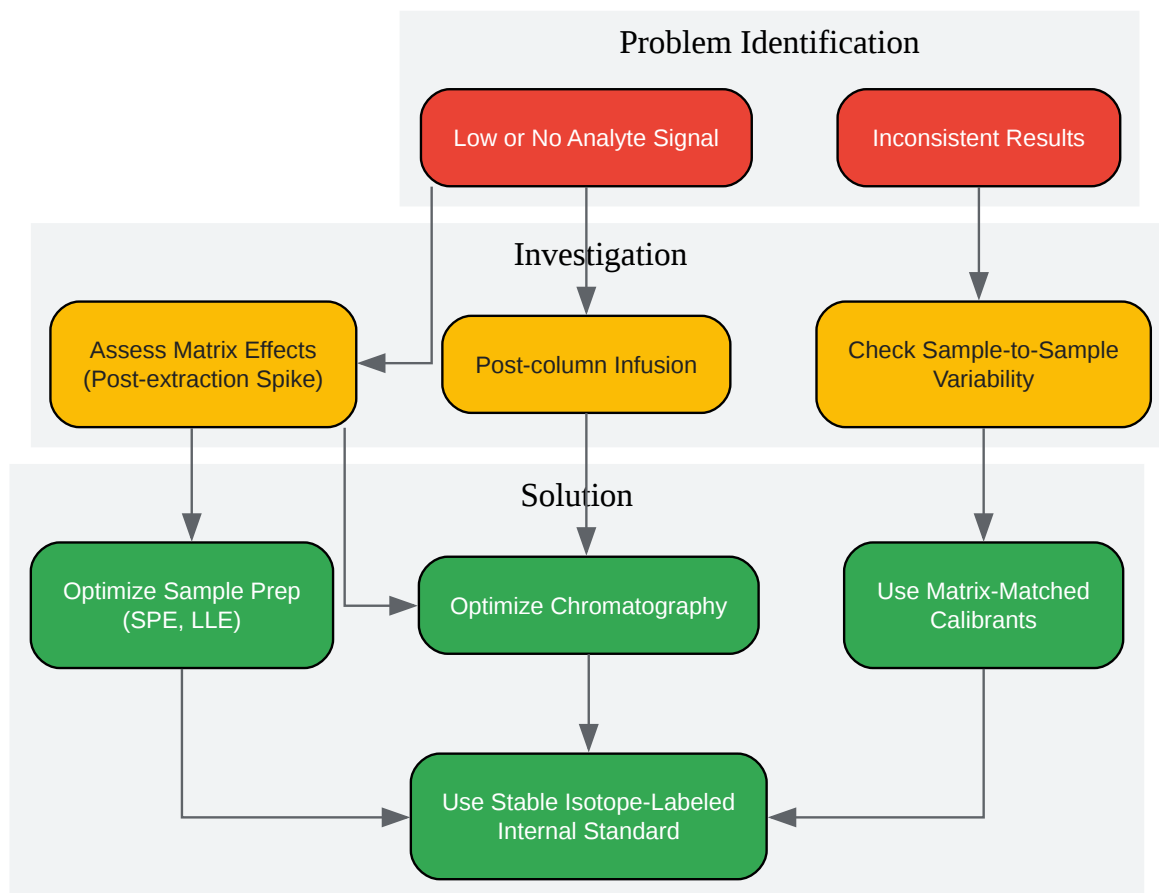 Problem Identification
Low or No Analyte Signal
Inconsistent Results
Investigation
Assess Matrix Effects
(Post-extraction Spike)
Post-column Infusion
Check Sample-to-Sample
Variability
Solution
Optimize Sample Prep
(SPE, LLE)
Optimize Chromatography
Use Matrix-Matched
Calibrants
Use Stable Isotope-Labeled
Internal Standard